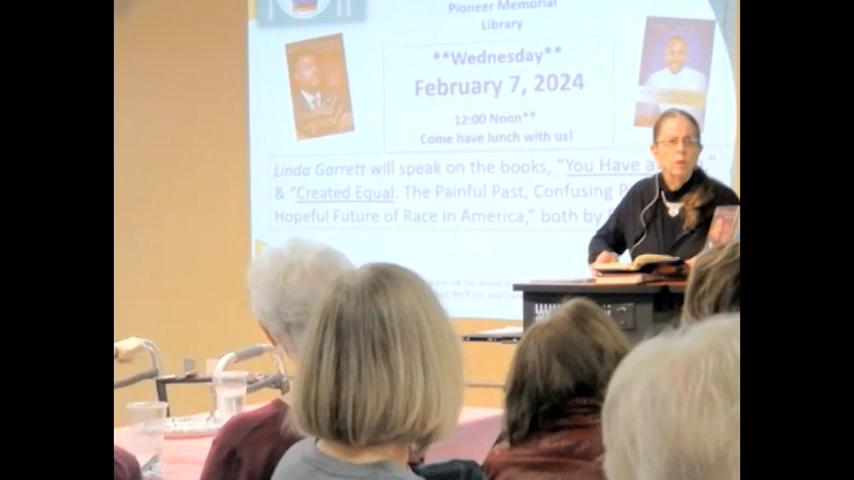 Pioneer Memorial
Library
**Wednesday**
February 7, 2024
12:00 Noon**
Come have lunch with us!
Linda Garrett will speak on the books, "You Have a
& "Created Equal: The Painful Past, Confusing
Hopeful Future of Race in America," both by